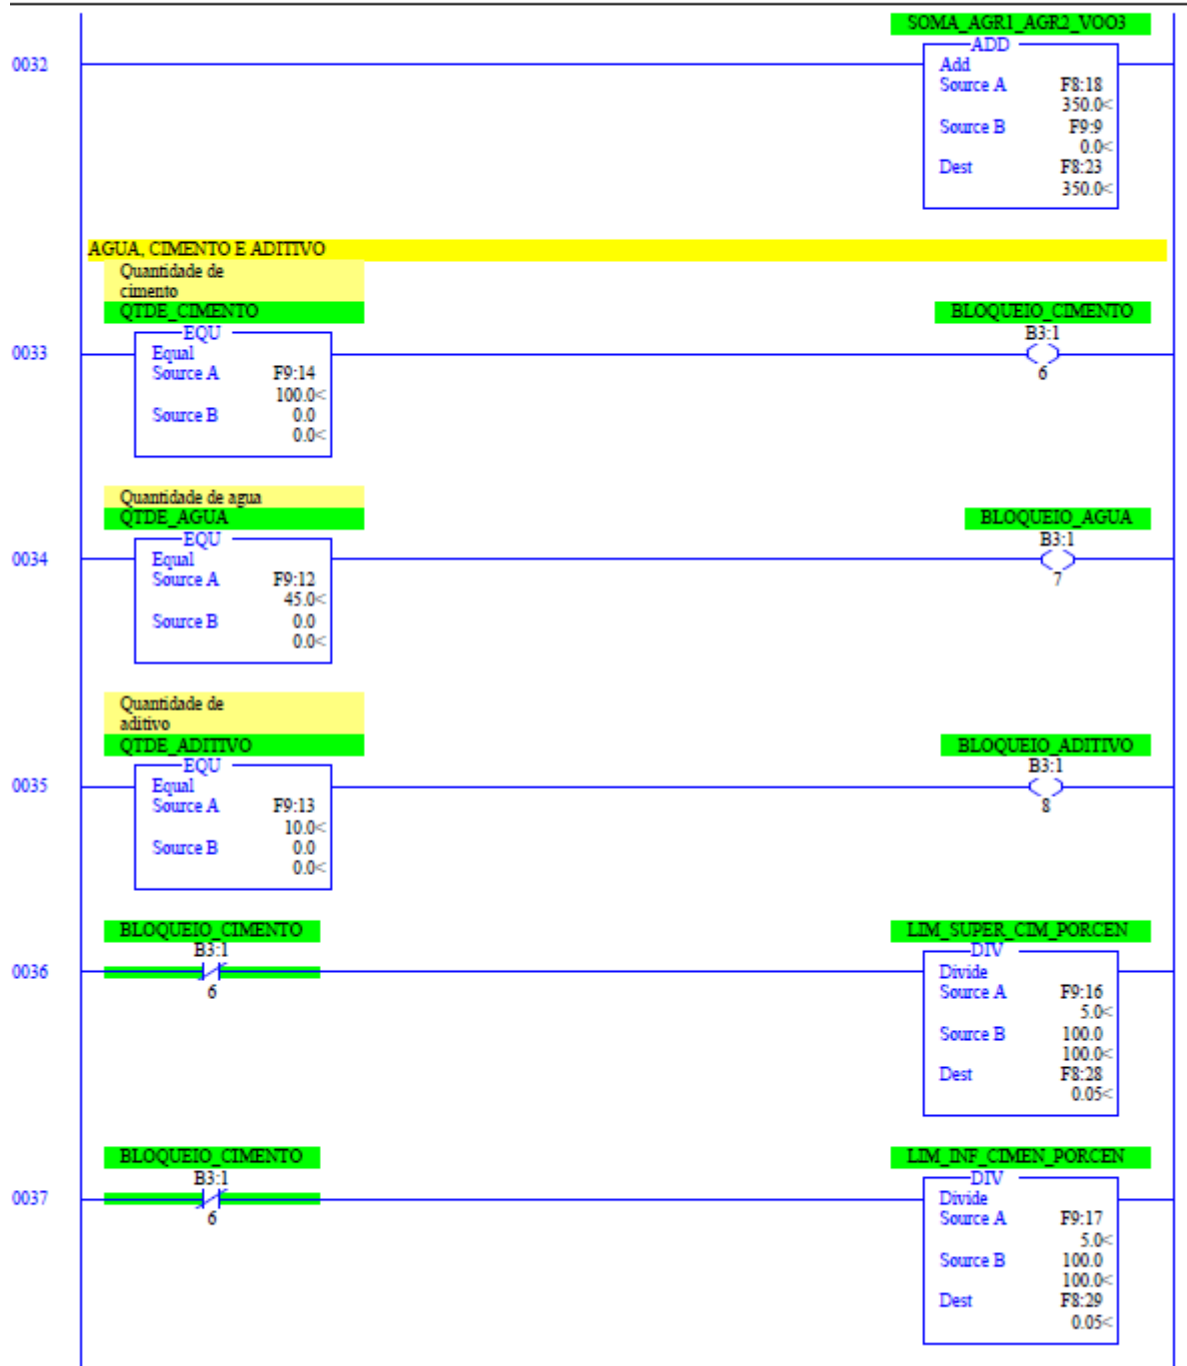 SOMA_AGR1_AGR2_VOO3
ADD
0032
Add
Source A F8:18
350.0<
Source B F9:9
0.0<
Dest F8:23
350.0<
AGUA, CIMENTO E ADITIVO
Quantidade de
cimento
QTDE_CIMENTO BLOQUEIO_CIMENTO
EQU B3:1
0033 Equal
6
Source A F9:14
100.0<
Source B 0.0
0.0<
Quantidade de agua
QTDE_AGUA BLOQUEIO_AGUA
EQU B3:1
0034 Equal
7
Source A F9:12
45.0<
Source B 0.0
0.0<
Quantidade de
aditivo
QTDE_ADITIVO BLOQUEIO_ADITIVO
EQU B3:1
0035 Equal
8
Source A F9:13
10.0<
Source B 0.0
0.0<
BLOQUEIO_CIMENTO LIM_SUPER_CIM_PORCEN
B3:1 DIV
0036 Divide
6 Source A F9:16
5.0<
Source B 100.0
100.0<
Dest F8:28
0.05<
BLOQUEIO_CIMENTO LIM_INF_CIMEN_PORCEN
B3:1 DIV
0037 Divide
6 Source A F9:17
5.0<
Source B 100.0
100.0<
Dest F8:29
0.05<